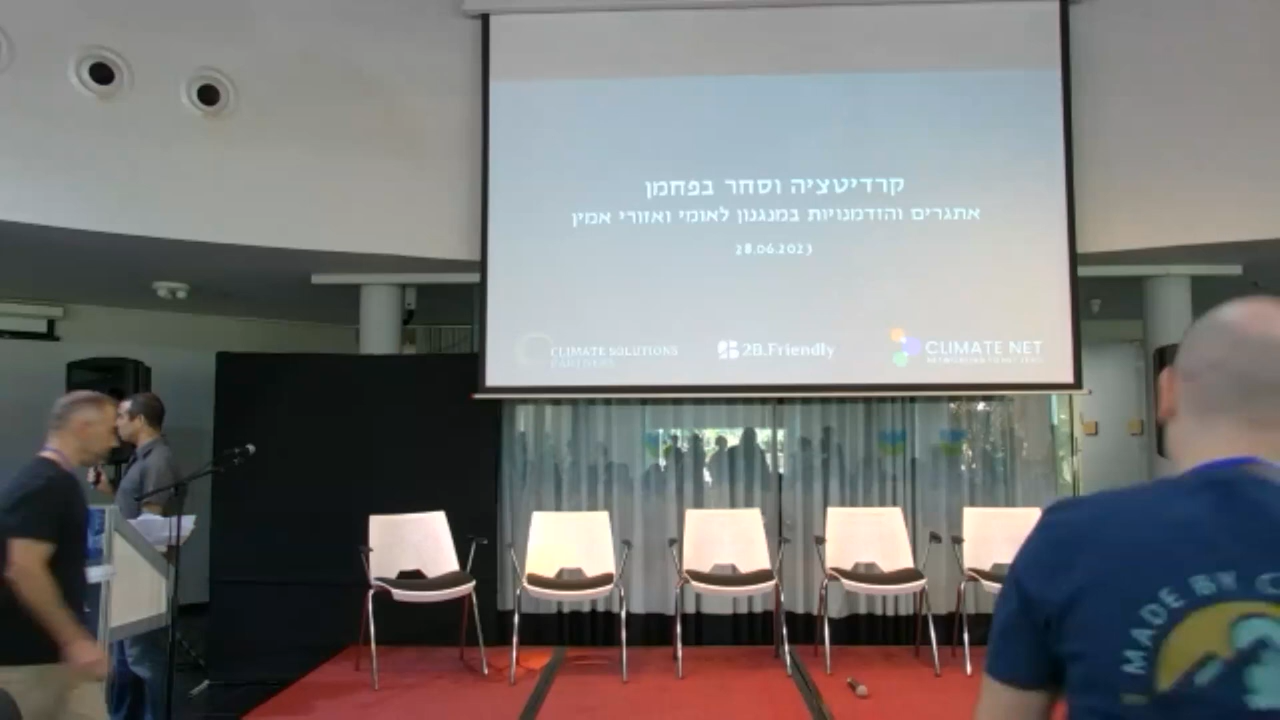 קרדיטציה וסחר בפחמן
אתגרים והזדמנויות במנגנון לאומי ואזורי אמין
28.06.2023
CLIMATE SOLUTIONS
PARTNERS
2B.Friendly
CLIMATE NET
MADE BY